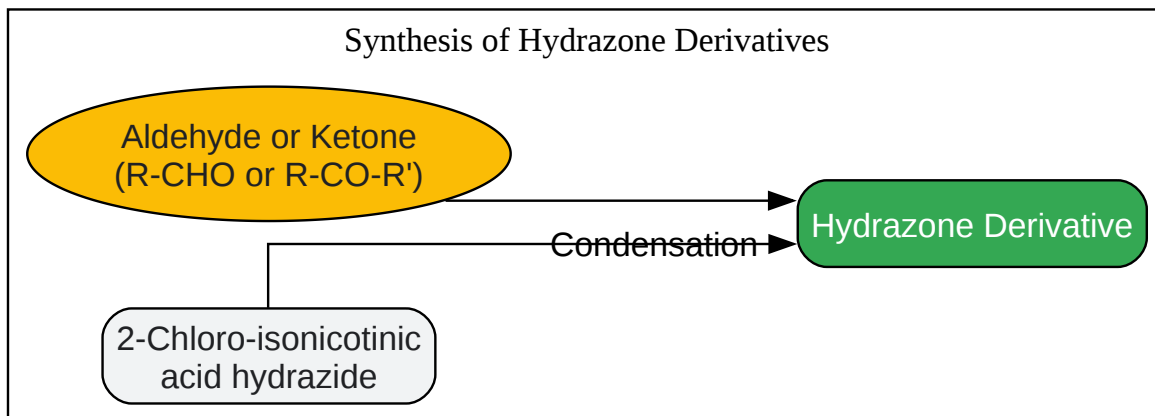 Synthesis of Hydrazone Derivatives
Aldehyde or Ketone
(R-CHO or R-CO-R')
Hydrazone Derivative
Condensation
2-Chloro-isonicotinic
acid hydrazide